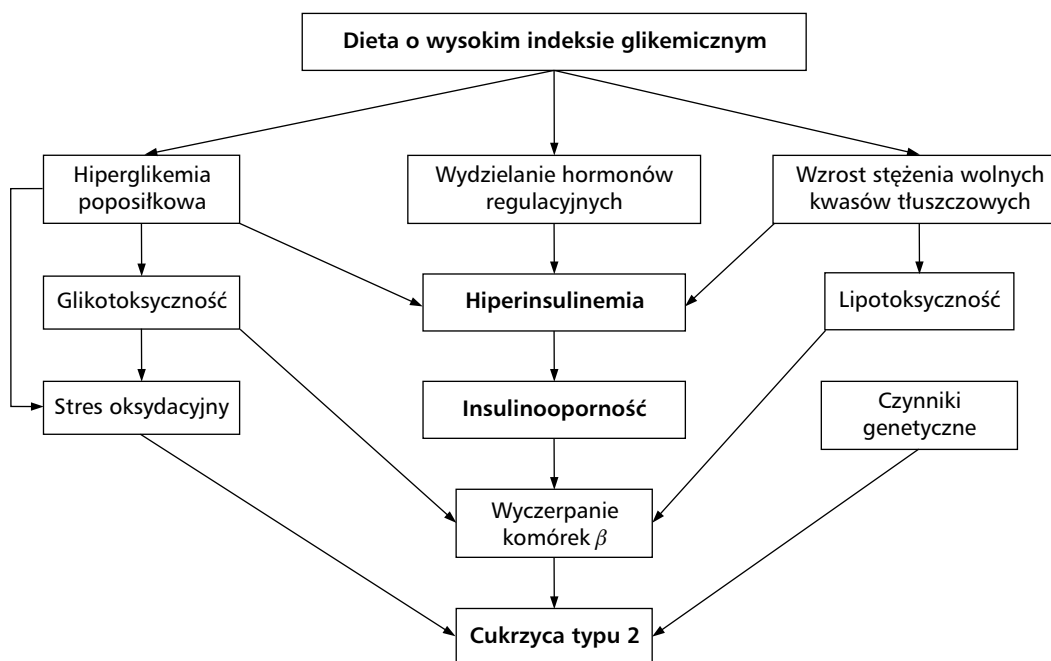 Dieta o wysokim indeksie glikemicznym
Hiperglikemia
poposiłkowa
Wydzielanie hormonów
regulacyjnych
Wzrost stężenia wolnych
kwasów tłuszczowych
Glikotoksyczność
Hiperinsulinemia
Lipotoksyczność
Stres oksydacyjny
Insulinooporność
Czynniki
genetyczne
Wyczerpanie
komórek β
Cukrzyca typu 2